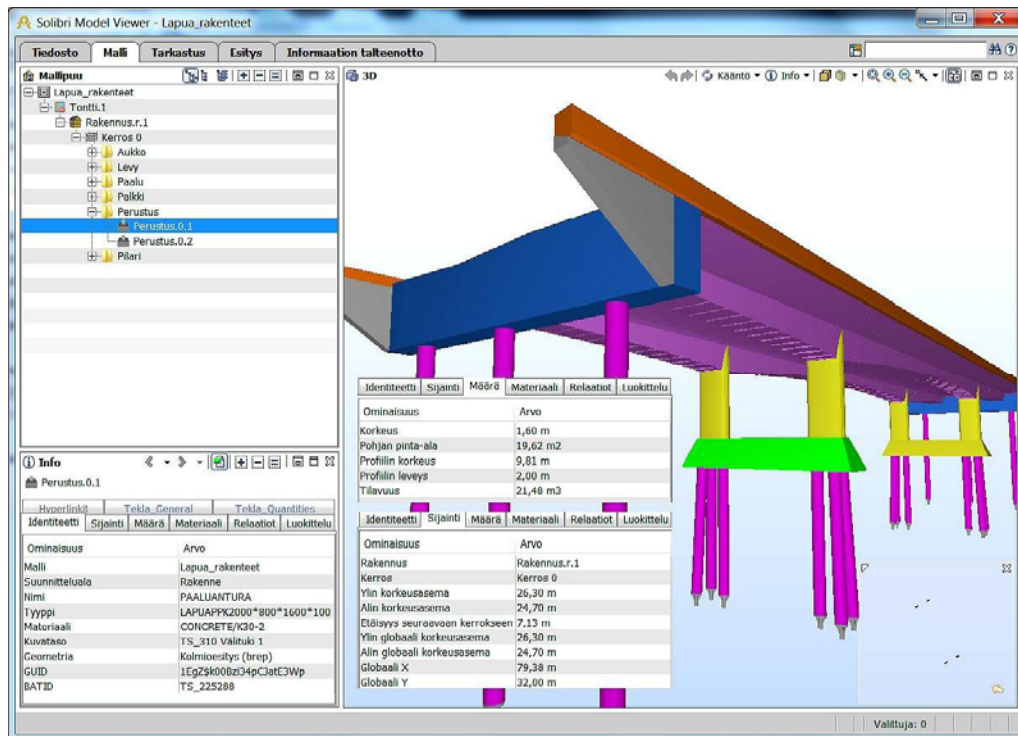 Solibri Model Viewer - Lapua_rakenteet
Tiedosto Malli Tarkastus Esitys Informaation talteenotto
Mallipuu
Lapua_rakenteet
Tontti.1
Rakennus.r.1
Kerros 0
Aukko
Levy
Paalu
Palkki
Perustus
Perustus.0.1
Perustus.0.2
Pilari
3D Kääntö Info
Identiteetti Sijainti Määrä Materiaali Relaatiot Luokittelu
Ominaisuus Arvo
Korkeus 1,60 m
Pohjan pinta-ala 19,62 m2
Profiilin korkeus 9,81 m
Profiilin leveys 2,00 m
Tilavuus 21,48 m3
Identiteetti Sijainti Määrä Materiaali Relaatiot Luokittelu
Ominaisuus Arvo
Rakennus Rakennus.r.1
Kerros Kerros 0
Ylin korkeusasema 26,30 m
Alin korkeusasema 24,70 m
Etäisyys seuraavaan kerrokseen 7,13 m
Ylin globaali korkeusasema 26,30 m
Alin globaali korkeusasema 24,70 m
Globaali X 79,38 m
Globaali Y 32,00 m
Info
Perustus.0.1
Hyperlinkit Tekla_General Tekla_Quantities
Identiteetti Sijainti Määrä Materiaali Relaatiot Luokittelu
Ominaisuus Arvo
Malli Lapua_rakenteet
Suunnitteluala Rakenne
Nimi PAALUANTURA
Tyyppi LAPUAPPK2000*800*1600*100
Materiaali CONCRETE/K30-2
Kuvataso TS_310 Välituki 1
Geometria Kolmioesitys (brep)
GUID
BATID TS_225288
Valittuja: 0